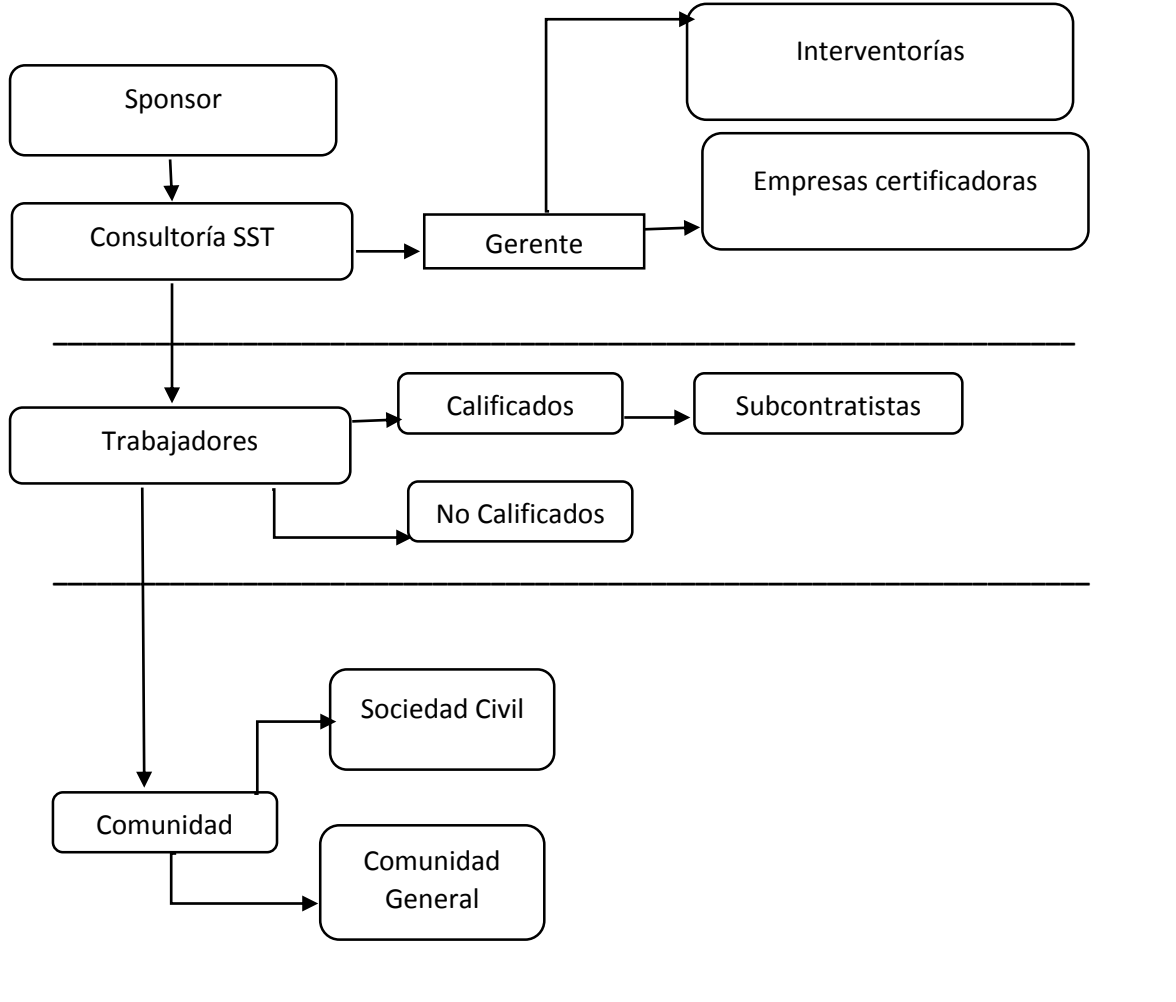 Interventorías
Sponsor
Empresas certificadoras
Consultoría SST
Gerente
Calificados
Subcontratistas
Trabajadores
No Calificados
Sociedad Civil
Comunidad
Comunidad
General